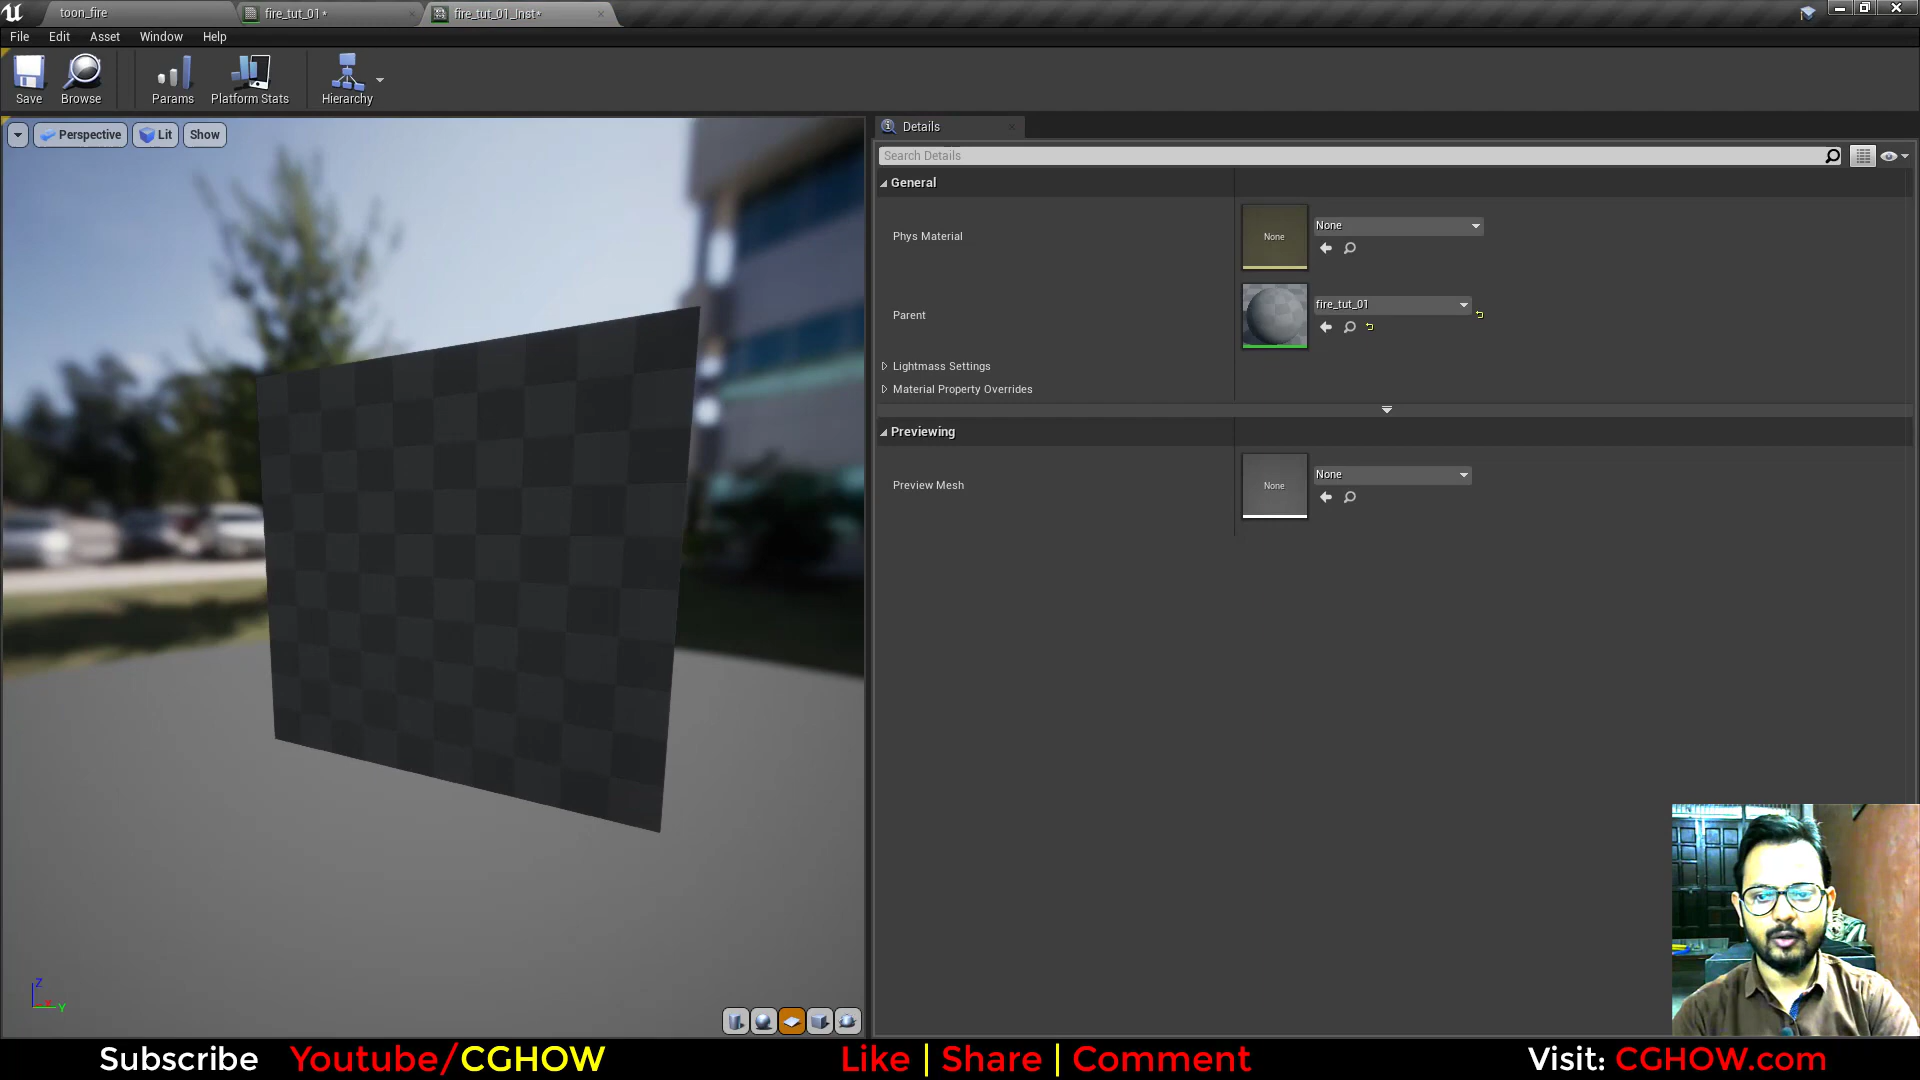 toon_fire
fire_tut_01*
fire_tut_01_Inst*
File Edit Asset Window Help
Save Browse Params Platform Stats Hierarchy
Perspective Lit Show
Details
Search Details
General
Phys Material
None
None
Parent
fire_tut_01
Lightmass Settings
Material Property Overrides
Previewing
Preview Mesh
None
None
Z
Y
Subscribe Youtube/CGHOW Like | Share | Comment Visit: CGHOW.com